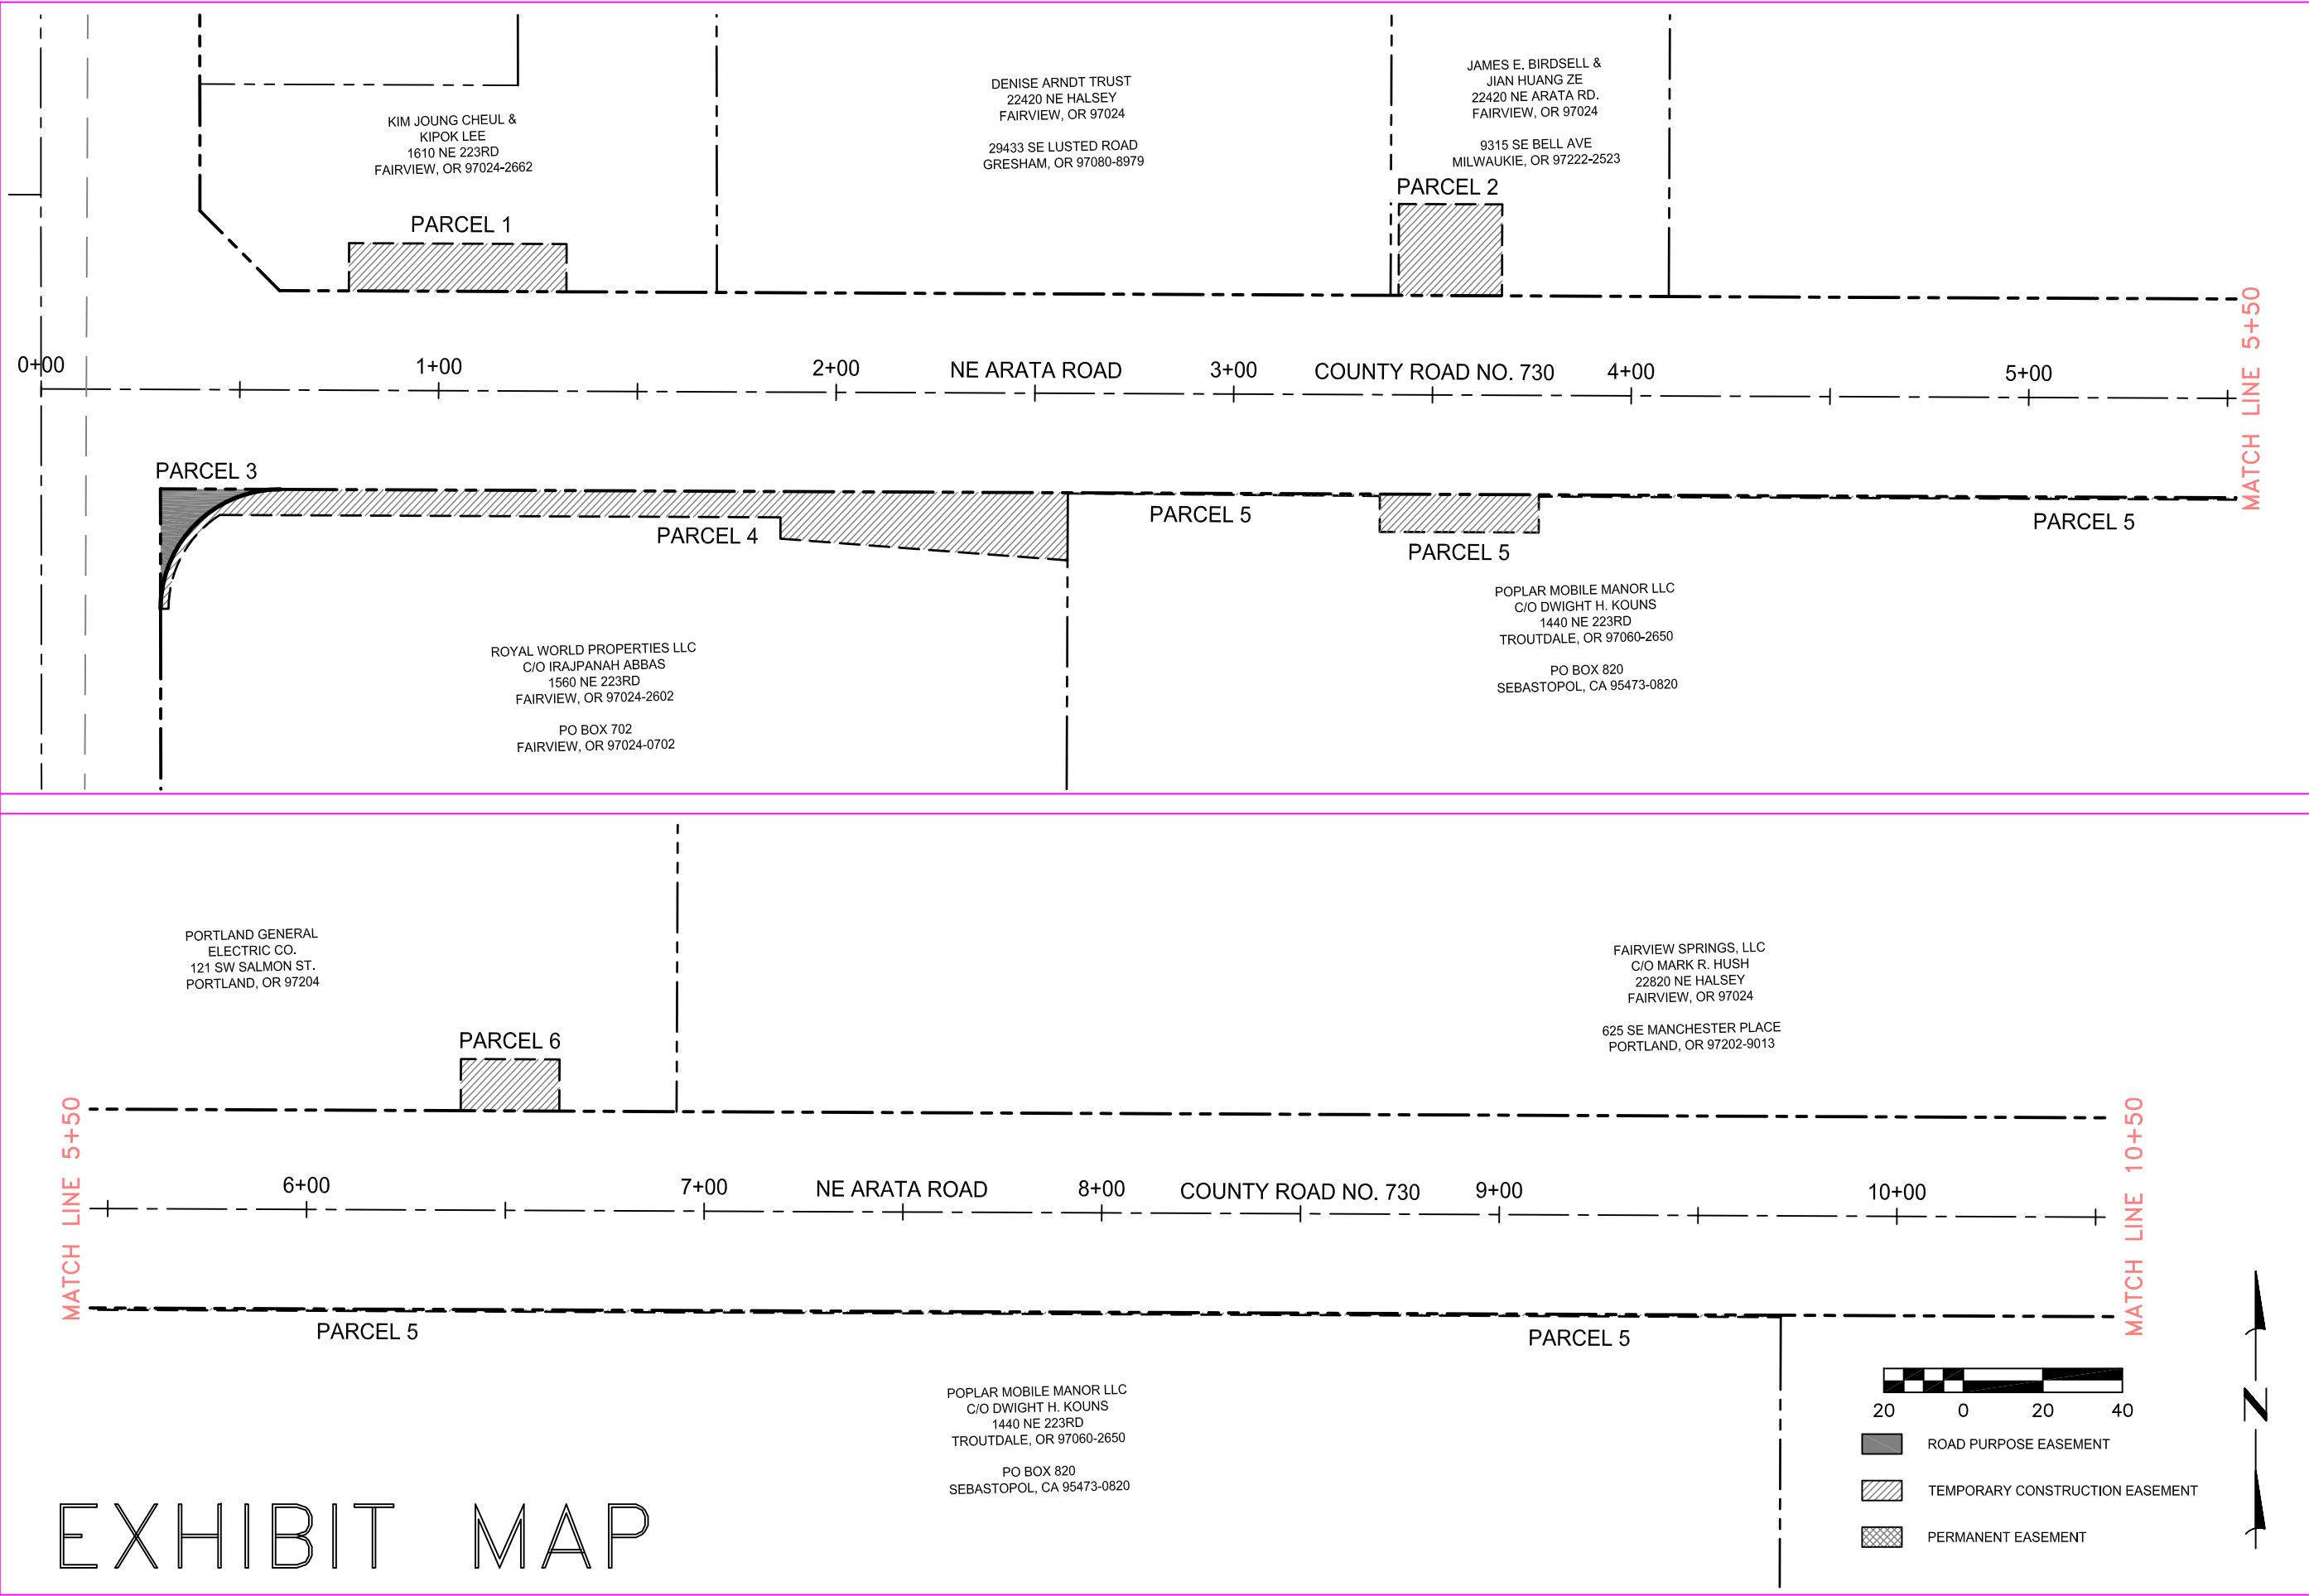 KIM JOUNG CHEUL &
KIPOK LEE
1610 NE 223RD
FAIRVIEW, OR 97024-2662
PARCEL 1
DENISE ARNDT TRUST
22420 NE HALSEY
FAIRVIEW, OR 97024
29433 SE LUSTED ROAD
GRESHAM, OR 97080-8979
JAMES E. BIRDSELL &
JIAN HUANG ZE
22420 NE ARATA RD.
FAIRVIEW, OR 97024
9315 SE BELL AVE
MILWAUKIE, OR 97222-2523
PARCEL 2
0+00
1+00
2+00
NE ARATA ROAD
3+00
COUNTY ROAD NO. 730
4+00
5+00
MATCH LINE 5+50
PARCEL 3
PARCEL 4
PARCEL 5
PARCEL 5
PARCEL 5
ROYAL WORLD PROPERTIES LLC
C/O IRAJPANAH ABBAS
1560 NE 223RD
FAIRVIEW, OR 97024-2602
PO BOX 702
FAIRVIEW, OR 97024-0702
POPLAR MOBILE MANOR LLC
C/O DWIGHT H. KOUNS
1440 NE 223RD
TROUTDALE, OR 97060-2650
PO BOX 820
SEBASTOPOL, CA 95473-0820
PORTLAND GENERAL
ELECTRIC CO.
121 SW SALMON ST.
PORTLAND, OR 97204
PARCEL 6
FAIRVIEW SPRINGS, LLC
C/O MARK R. HUSH
22820 NE HALSEY
FAIRVIEW, OR 97024
625 SE MANCHESTER PLACE
PORTLAND, OR 97202-9013
MATCH LINE 5+50
6+00
7+00
NE ARATA ROAD
8+00
COUNTY ROAD NO. 730
9+00
10+00
MATCH LINE 10+50
PARCEL 5
PARCEL 5
POPLAR MOBILE MANOR LLC
C/O DWIGHT H. KOUNS
1440 NE 223RD
TROUTDALE, OR 97060-2650
PO BOX 820
SEBASTOPOL, CA 95473-0820
20 0 20 40
N
ROAD PURPOSE EASEMENT
TEMPORARY CONSTRUCTION EASEMENT
PERMANENT EASEMENT
EXHIBIT MAP